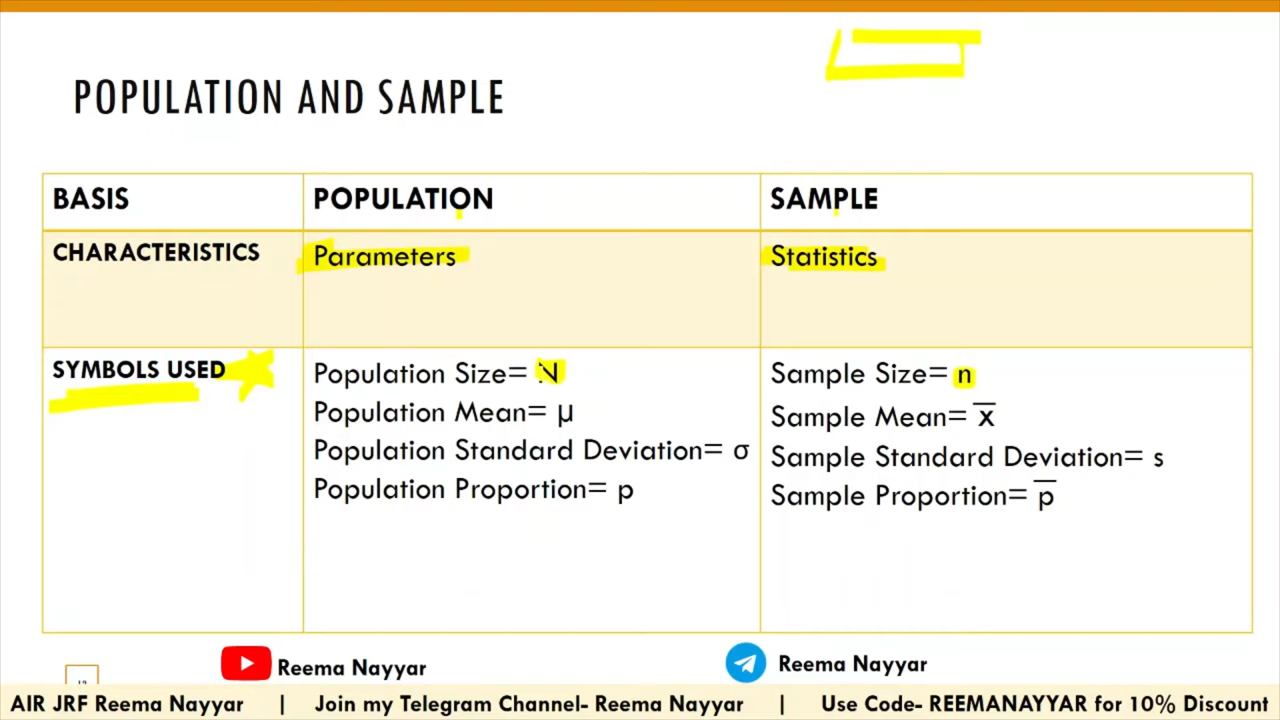 POPULATION AND SAMPLE
BASIS
POPULATION
SAMPLE
CHARACTERISTICS
Parameters
Statistics
SYMBOLS USED
Population Size= N
Population Mean= μ
Population Standard Deviation= σ
Population Proportion= p
Sample Size= n
Sample Mean= x̅
Sample Standard Deviation= s
Sample Proportion= p̅
Reema Nayyar
Reema Nayyar
AIR JRF Reema Nayyar | Join my Telegram Channel- Reema Nayyar | Use Code- REEMANAYYAR for 10% Discount